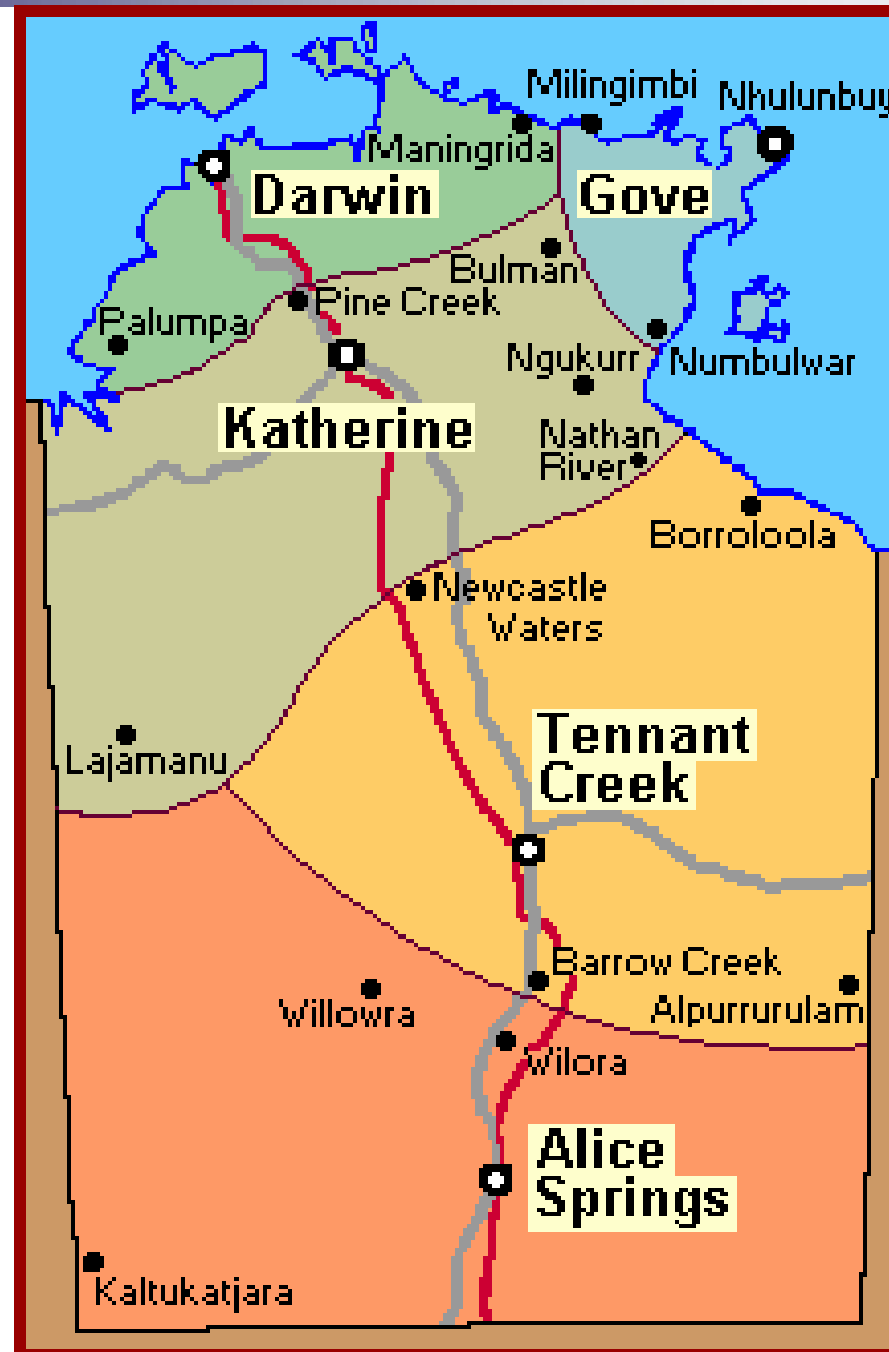 Milingimbi
Nhulunbuy
Maningrida
Darwin
Gove
Bulman
Pine Creek
Palumpa
Ngukurr
Numbulwar
Katherine
Nathan
River
Borroloola
Newcastle
Waters
Tennant
Creek
Lajamanu
Barrow Creek
Willowra
Alpurrurulam
Wilora
Alice
Springs
Kaltukatjara